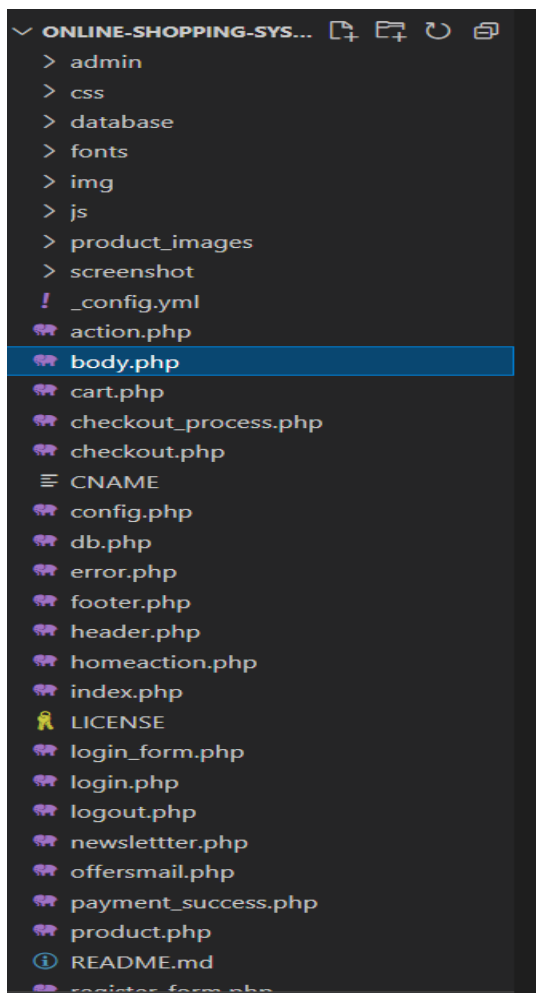 ONLINE-SHOPPING-SYS...
admin
css
database
fonts
img
js
product_images
screenshot
! _config.yml
action.php
body.php
cart.php
checkout_process.php
checkout.php
CNAME
config.php
db.php
error.php
footer.php
header.php
homeaction.php
index.php
LICENSE
login_form.php
login.php
logout.php
newslettter.php
offersmail.php
payment_success.php
product.php
README.md
register_form.php